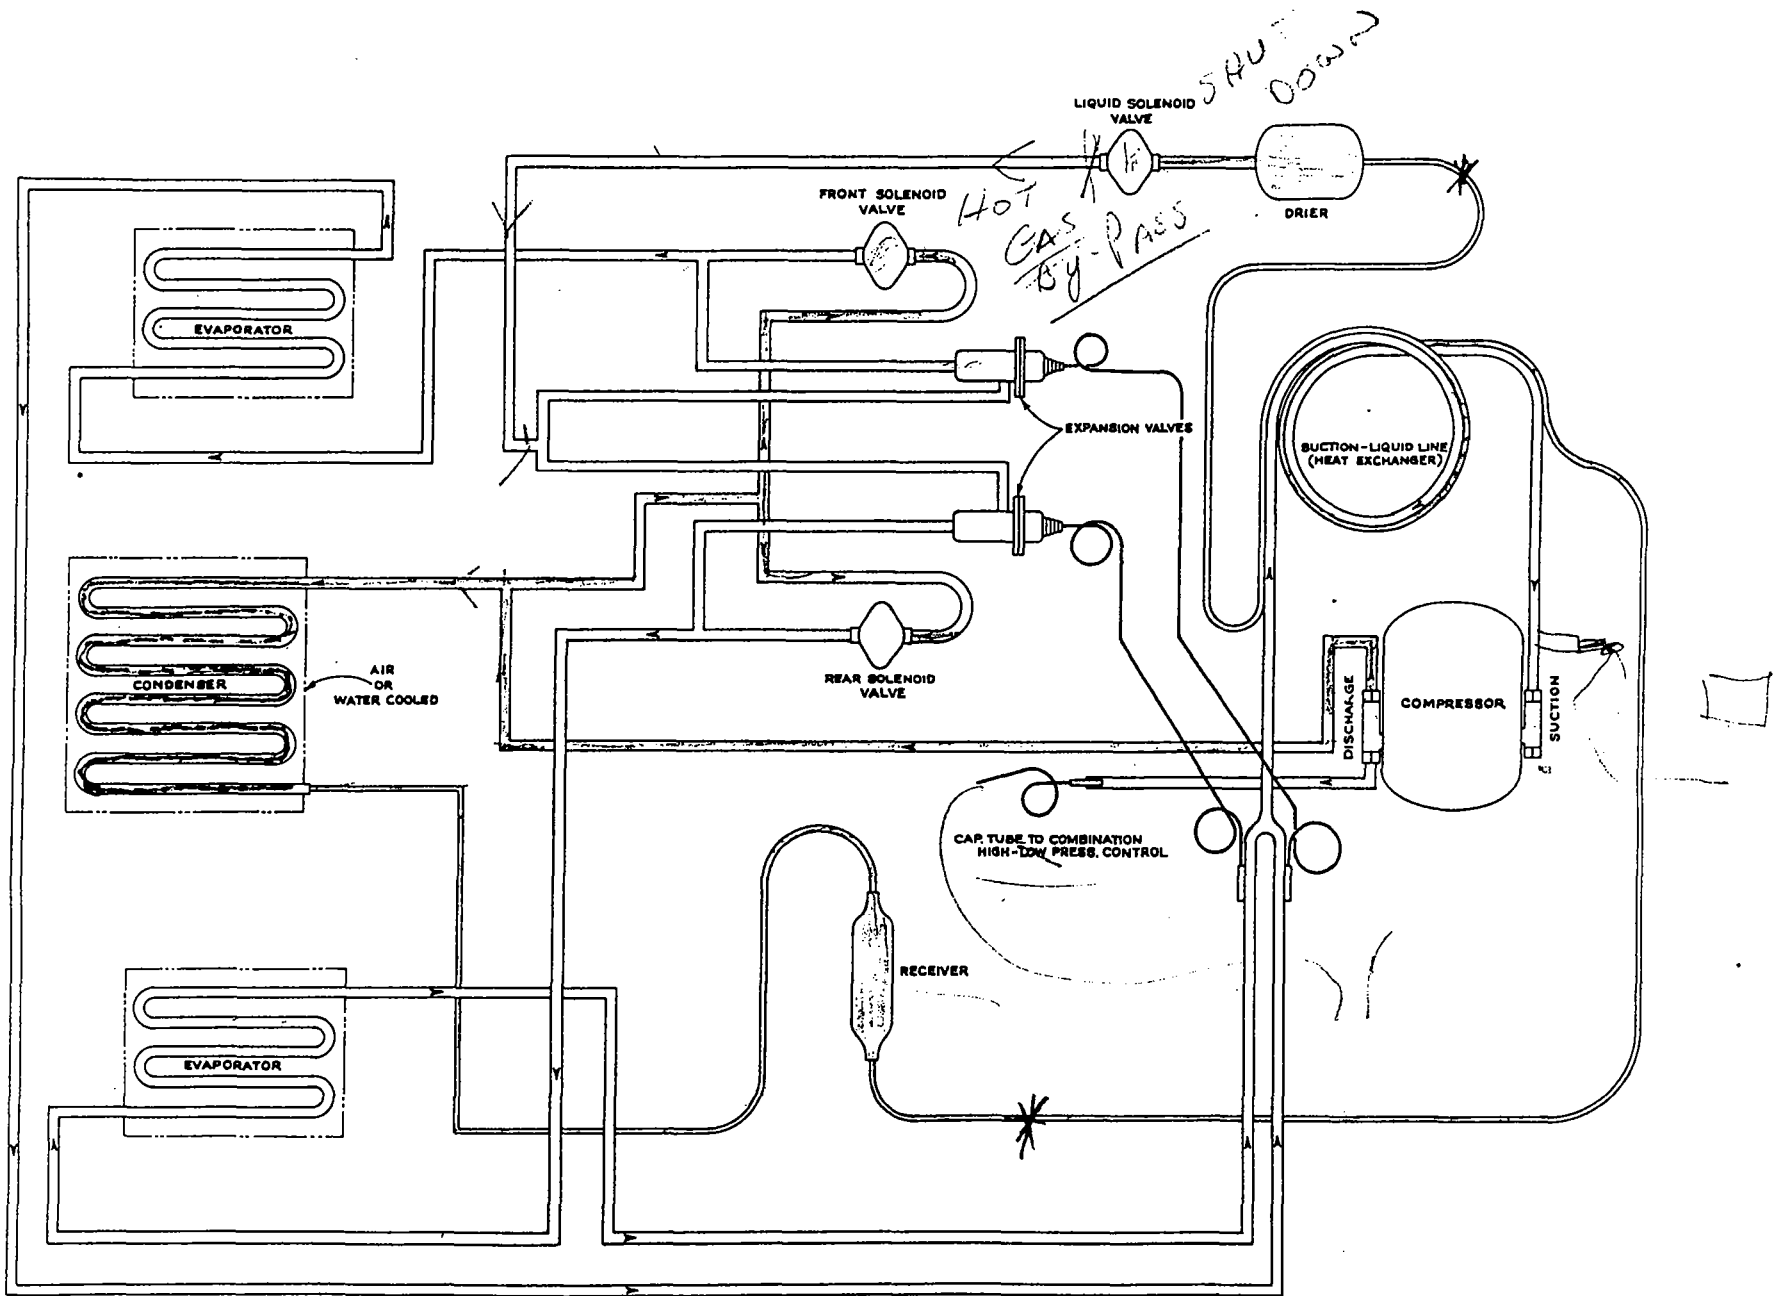 SHUT
DOWN
LIQUID SOLENOID
VALVE
DRIER
FRONT SOLENOID
VALVE
HOT
GAS
By-PASS
EVAPORATOR
EXPANSION VALVES
SUCTION-LIQUID LINE
(HEAT EXCHANGER)
CONDENSER
AIR
OR
WATER COOLED
REAR SOLENOID
VALVE
DISCHARGE
COMPRESSOR
SUCTION
CAP. TUBE TO COMBINATION
HIGH-LOW PRESS. CONTROL
RECEIVER
EVAPORATOR